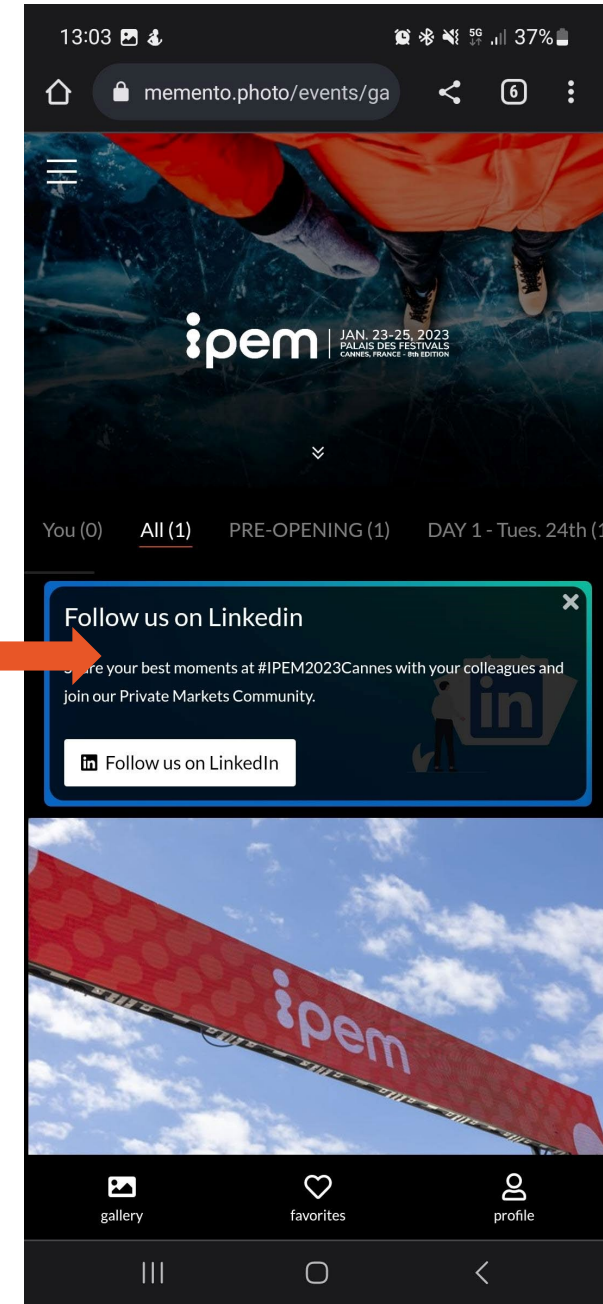 13:03
5G
37%
memento.photo/events/ga
6
ipem
JAN. 23-25, 2023
PALAIS DES FESTIVALS
CANNES, FRANCE - 8th EDITION
You (0) All (1) PRE-OPENING (1) DAY 1 - Tues. 24th (1
Follow us on Linkedin
your best moments at #IPEM2023Cannes with your colleagues and
join our Private Markets Community.
in
in Follow us on LinkedIn
ipem
gallery favorites profile